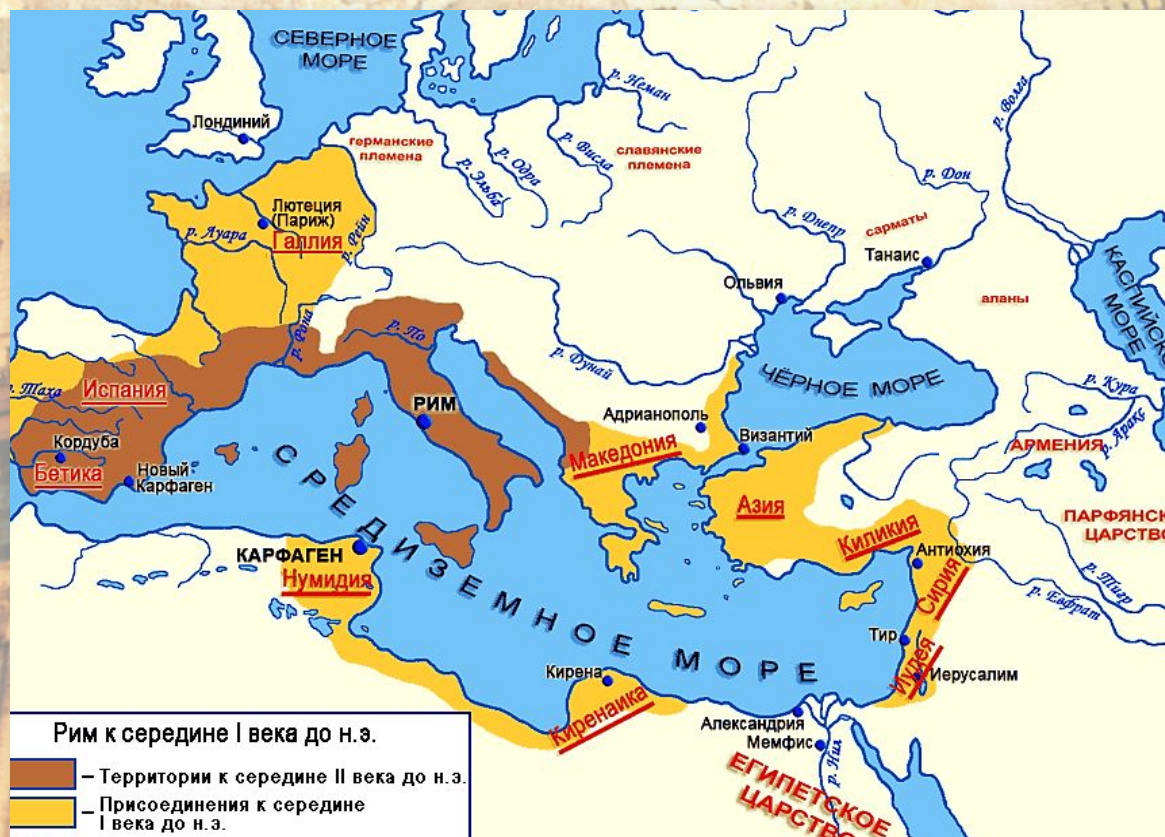 СЕВЕРНОЕ
МОРЕ
Лондиний
германские
племена
р. Эльба
р. Одра
р. Висла
р. Неман
славянские
племена
р. Волга
р. Дон
р. Днепр
сарматы
Танаис
Ольвия
аланы
КАСПИЙСК
МОРЕ
Лютеция
(Париж)
р. Луара
Галлия
р. Рейн
р. Рона
р. По
р. Дунай
ЧЁРНОЕ МОРЕ
р. Кура
р. Аракс
АРМЕНИЯ
ПАРФЯНСК
ЦАРСТВО
р. Таха
Испания
Кордуба
Бетика
Новый
Карфаген
РИМ
Адрианополь
Византий
Македония
Азия
Киликия
Антиохия
Сирия
р. Тигр
р. Евфрат
КАРФАГЕН
Нумидия
СРЕДИЗЕМНОЕ МОРЕ
Тир
Иудея
Иерусалим
Кирена
Киренаика
Александрия
Мемфис
р. Нил
ЕГИПЕТСКОЕ
ЦАРСТВО
Рим к середине I века до н.э.
– Территории к середине II века до н.э.
– Присоединения к середине
I века до н.э.